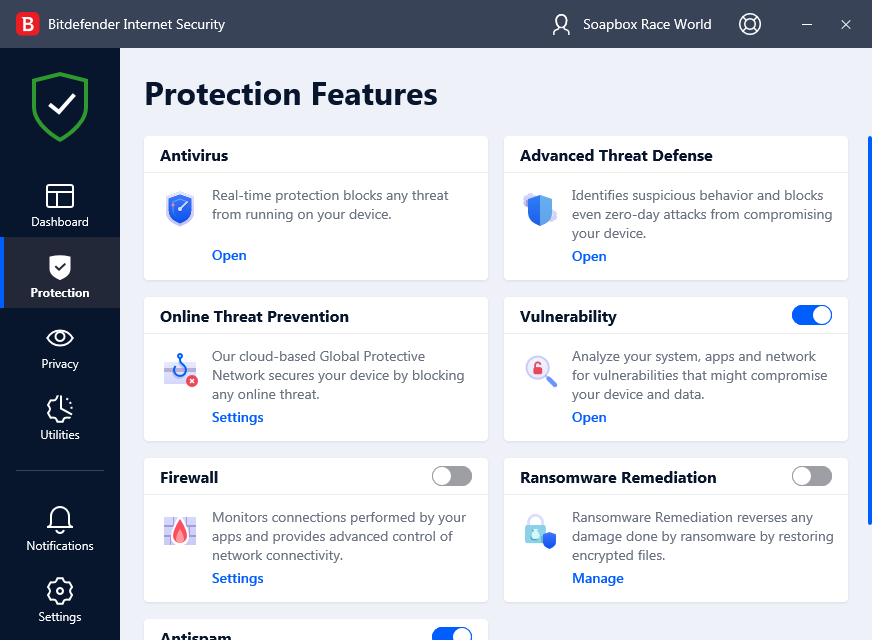 B Bitdefender Internet Security
Soapbox Race World
Protection Features
Dashboard
Protection
Privacy
Utilities
Notifications
Settings
Antivirus
Real-time protection blocks any threat
from running on your device.
Open
Advanced Threat Defense
Identifies suspicious behavior and blocks
even zero-day attacks from compromising
your device.
Open
Online Threat Prevention
Our cloud-based Global Protective
Network secures your device by blocking
any online threat.
Settings
Vulnerability
Analyze your system, apps and network
for vulnerabilities that might compromise
your device and data.
Open
Firewall
Monitors connections performed by your
apps and provides advanced control of
network connectivity.
Settings
Ransomware Remediation
Ransomware Remediation reverses any
damage done by ransomware by restoring
encrypted files.
Manage
Antispam